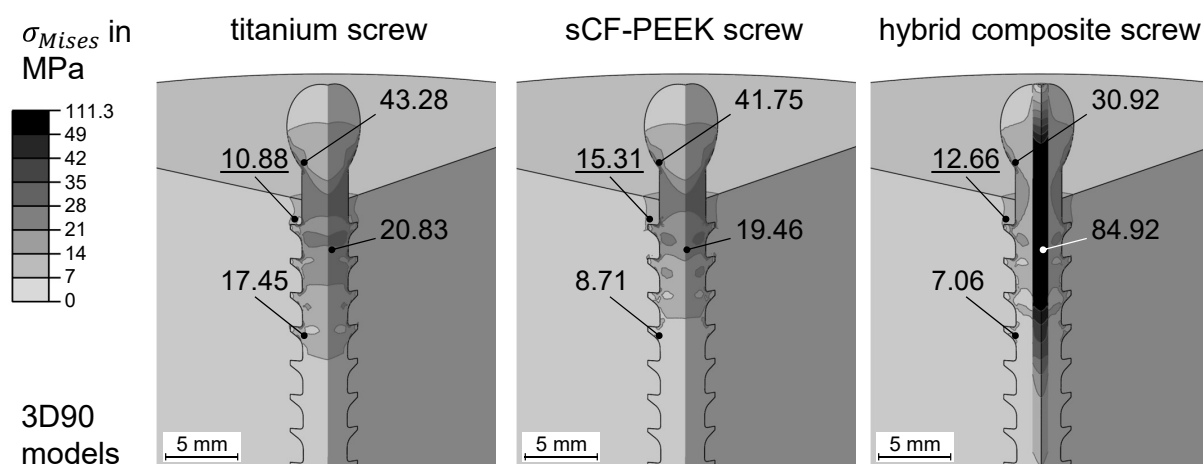 σ_Mises in
MPa
111.3
49
42
35
28
21
14
7
0
3D90
models
titanium screw
43.28
10.88
20.83
17.45
5 mm
sCF-PEEK screw
41.75
15.31
19.46
8.71
5 mm
hybrid composite screw
30.92
12.66
84.92
7.06
5 mm